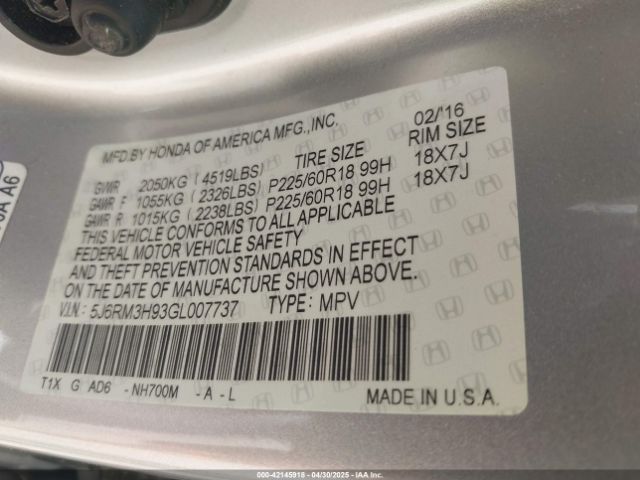 MFD.BY HONDA OF AMERICA MFG.,INC. 02/'16
GVWR 2050KG (4519LBS) TIRE SIZE RIM SIZE
GAWR F 1055KG (2326LBS) P225/60R18 99H 18X7J
GAWR R 1015KG (2238LBS) P225/60R18 99H 18X7J
THIS VEHICLE CONFORMS TO ALL APPLICABLE
FEDERAL MOTOR VEHICLE SAFETY
AND THEFT PREVENTION STANDARDS IN EFFECT
ON THE DATE OF MANUFACTURE SHOWN ABOVE.
V.I.N.: 5J6RM3H93GL007737 TYPE: MPV
T1X G AD6 -NH700M -A-L
MADE IN U.S.A.
000-42145918 - 04/30/2025 - IAA Inc.